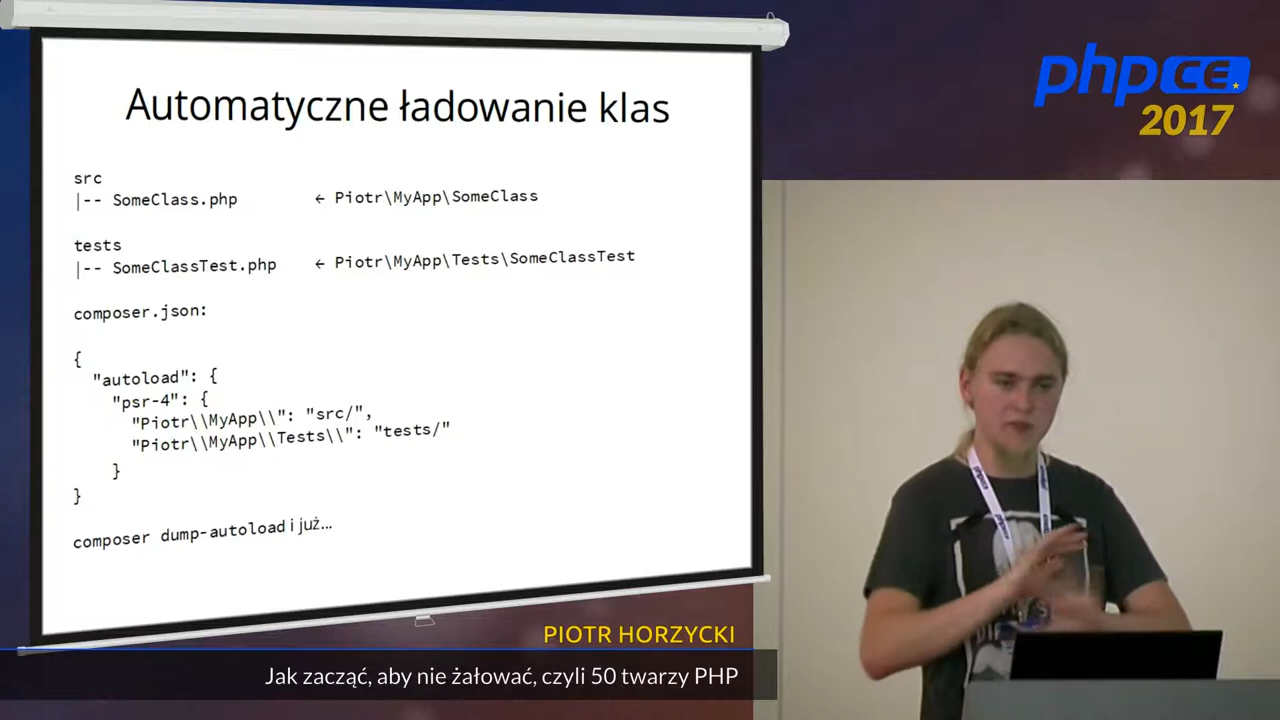 Automatyczne ładowanie klas
src
|-- SomeClass.php ← Piotr\MyApp\SomeClass
tests
|-- SomeClassTest.php ← Piotr\MyApp\Tests\SomeClassTest
composer.json:
{
"autoload": {
"psr-4": {
"Piotr\\MyApp\\": "src/",
"Piotr\\MyApp\\Tests\\": "tests/"
}
}
composer dump-autoload i już...
phpCE
2017
PIOTR HORZYCKI
Jak zacząć, aby nie żałować, czyli 50 twarzy PHP